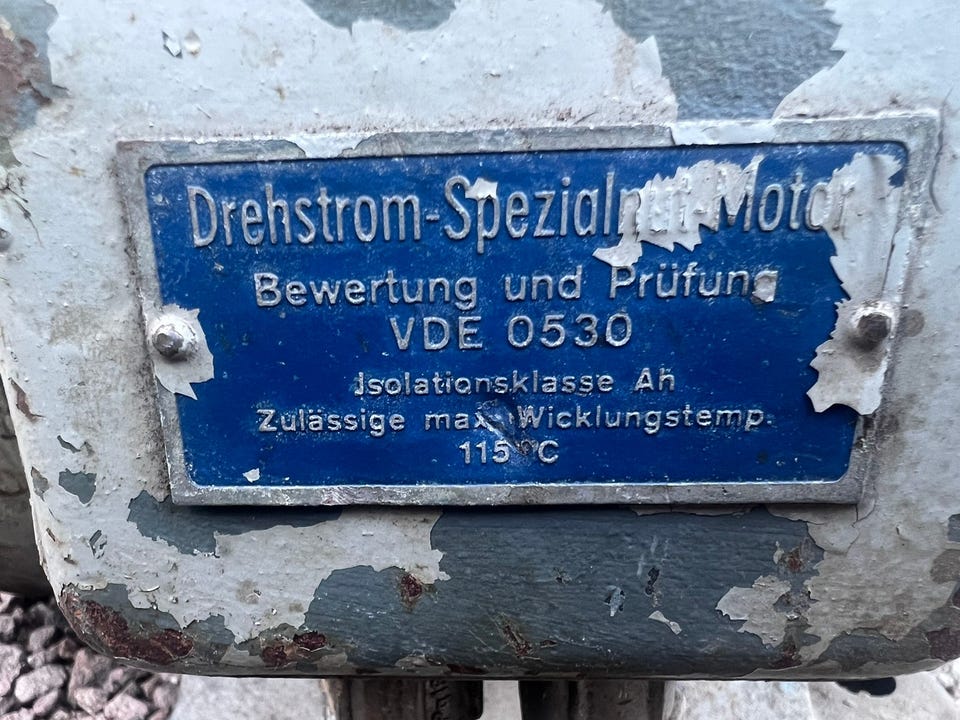 Drehstrom-Spezialnut-Motor
Bewertung und Prüfung
VDE 0530
Isolationsklasse Ah
Zulässige max. Wicklungstemp.
115 °C